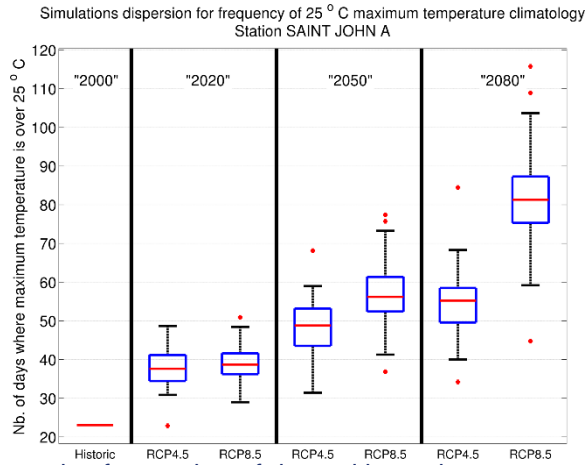 Simulations dispersion for frequency of 25 ° C maximum temperature climatology
Station SAINT JOHN A
Nb. of days where maximum temperature is over 25 ° C
120
110
100
90
80
70
60
50
40
30
20
"2000" "2020" "2050" "2080"
Historic RCP4.5 RCP8.5 RCP4.5 RCP8.5 RCP4.5 RCP8.5